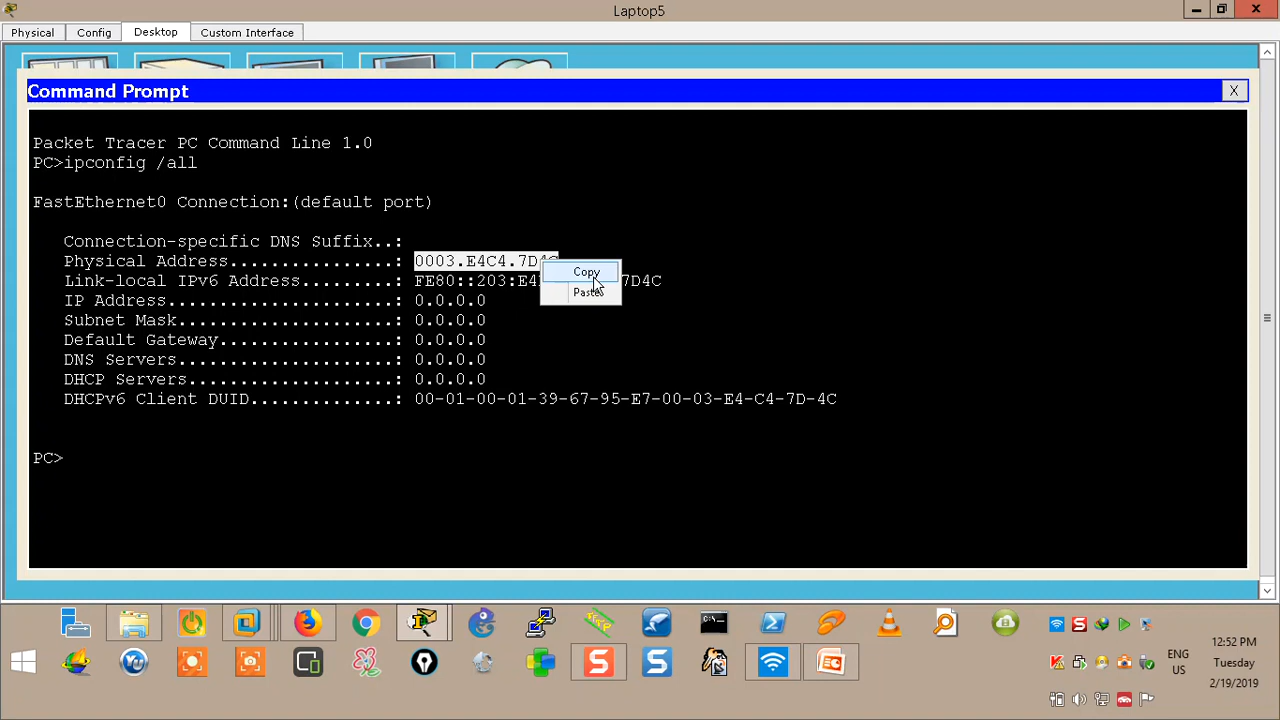 Laptop5
Physical Config Desktop Custom Interface
Command Prompt
X
Packet Tracer PC Command Line 1.0
PC>ipconfig /all
FastEthernet0 Connection:(default port)
Connection-specific DNS Suffix..:
Physical Address................: 0003.E4C4.7D4C
Link-local IPv6 Address.........: FE80::203:E4 7D4C
IP Address......................: 0.0.0.0
Subnet Mask.....................: 0.0.0.0
Default Gateway.................: 0.0.0.0
DNS Servers.....................: 0.0.0.0
DHCP Servers....................: 0.0.0.0
DHCPv6 Client DUID..............: 00-01-00-01-39-67-95-E7-00-03-E4-C4-7D-4C
PC>
Copy
Paste
12:52 PM
ENG
US
Tuesday
2/19/2019